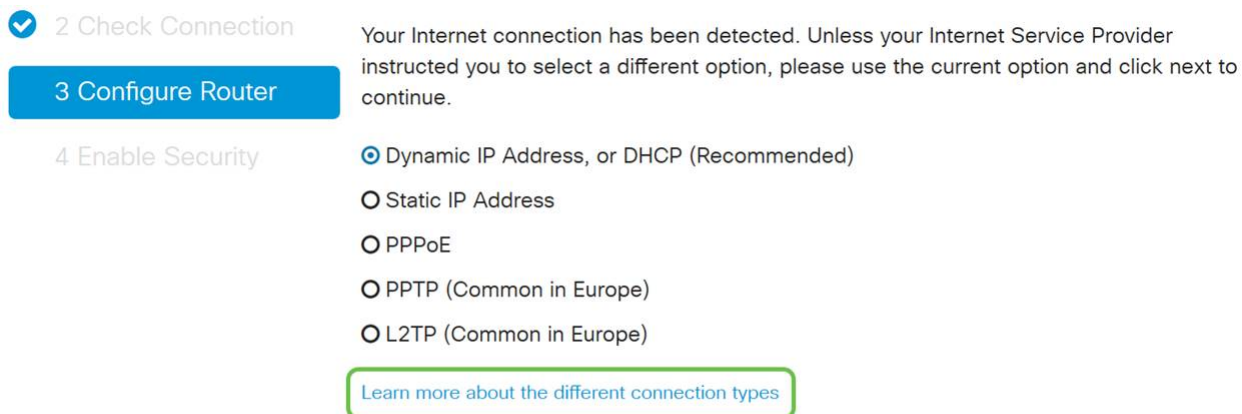 2 Check Connection
3 Configure Router
4 Enable Security
Your Internet connection has been detected. Unless your Internet Service Provider
instructed you to select a different option, please use the current option and click next to
continue.
Dynamic IP Address, or DHCP (Recommended)
Static IP Address
PPPoE
PPTP (Common in Europe)
L2TP (Common in Europe)
Learn more about the different connection types